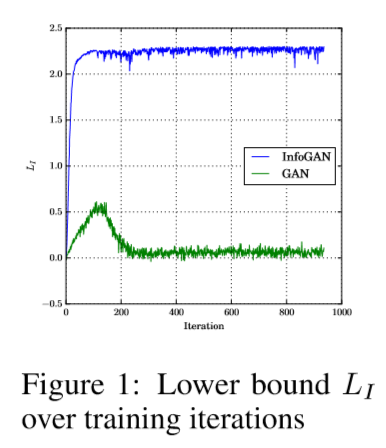 2.5
2.0
1.5
1.0
0.5
0.0
−0.5
L_I
InfoGAN
GAN
0 200 400 600 800 1000
Iteration
Figure 1: Lower bound L_I
over training iterations